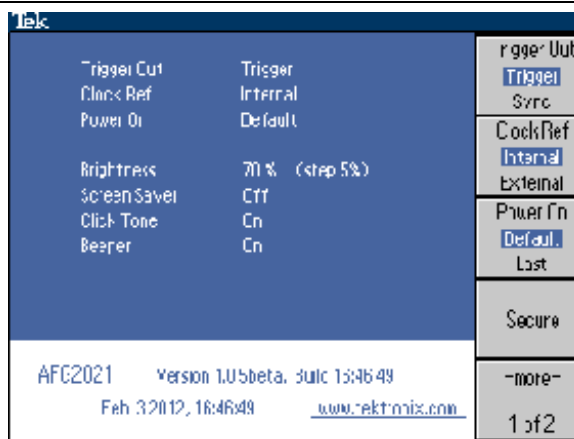 Tek
Trigger Out Trigger
Clock Ref Internal
Power On Default
Brightness 70 % (step 5%)
Screen Saver Off
Click Tone On
Beeper On
AFG2021 Version 1.0.5beta, Build 16:46:49
Feb 3 2012, 16:46:49 www.tektronix.com
Trigger Out
Trigger
Sync
Clock Ref
Internal
External
Power On
Default
Last
Secure
-more-
1 of 2